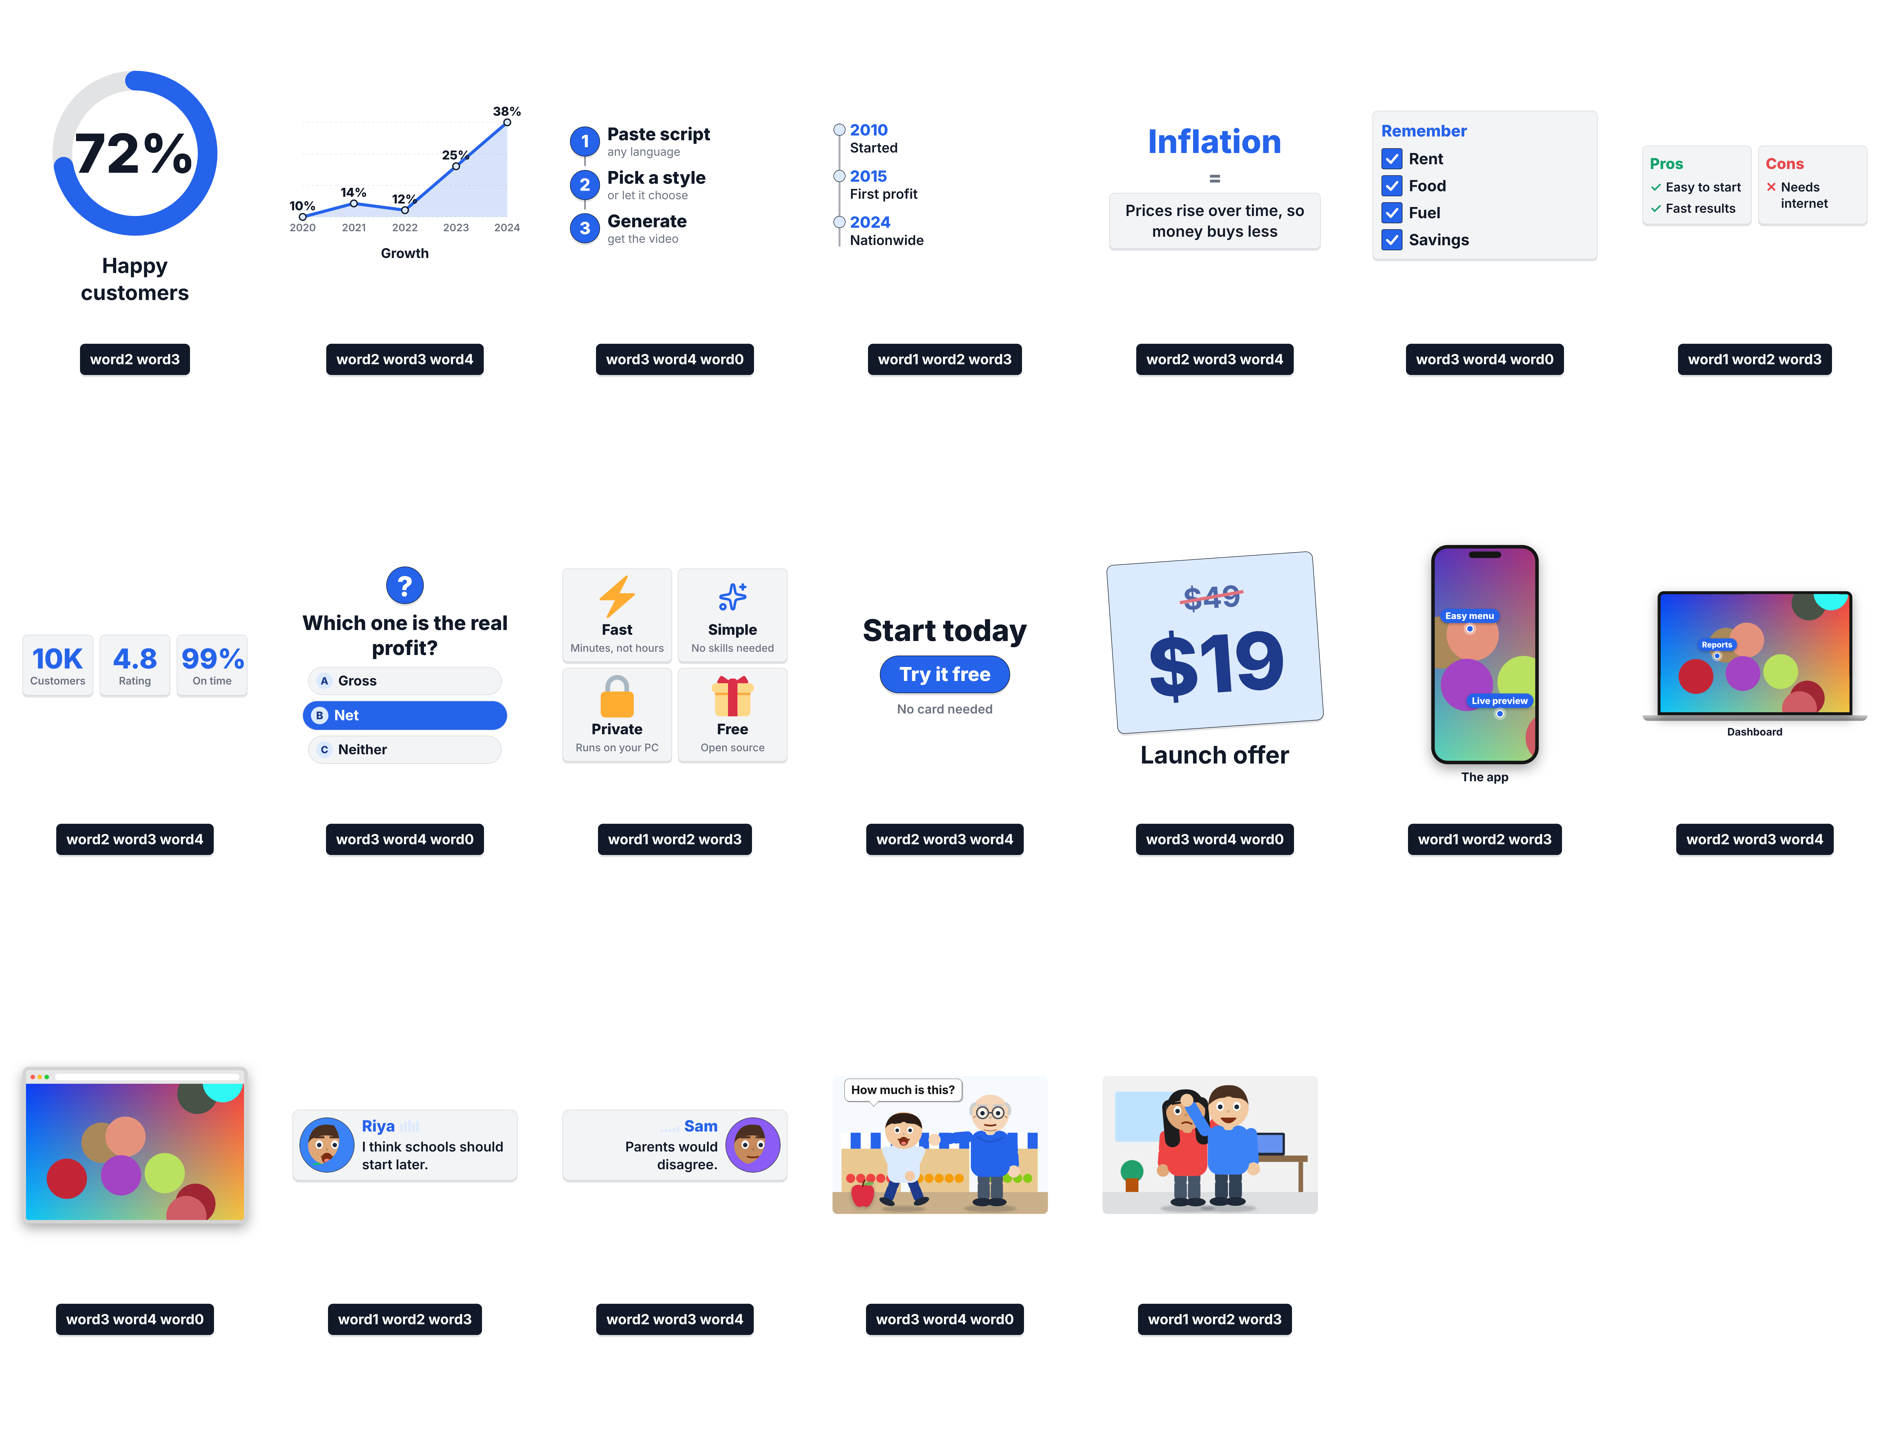 72%
Happy
customers
word2 word3
38%
25%
14%
12%
10%
2020 2021 2022 2023 2024
Growth
word2 word3 word4
1 Paste script
any language
2 Pick a style
or let it choose
3 Generate
get the video
word3 word4 word0
2010
Started
2015
First profit
2024
Nationwide
word1 word2 word3
Inflation
=
Prices rise over time, so
money buys less
word2 word3 word4
Remember
Rent
Food
Fuel
Savings
word3 word4 word0
Pros
Easy to start
Fast results
Cons
Needs
internet
word1 word2 word3
10K
Customers
4.8
Rating
99%
On time
word2 word3 word4
?
Which one is the real
profit?
A Gross
B Net
C Neither
word3 word4 word0
Fast
Minutes, not hours
Simple
No skills needed
Private
Runs on your PC
Free
Open source
word1 word2 word3
Start today
Try it free
No card needed
word2 word3 word4
$49
$19
Launch offer
word3 word4 word0
Easy menu
Live preview
The app
word1 word2 word3
Reports
Dashboard
word2 word3 word4
word3 word4 word0
Riya
I think schools should
start later.
word1 word2 word3
Sam
Parents would
disagree.
word2 word3 word4
How much is this?
word3 word4 word0
word1 word2 word3